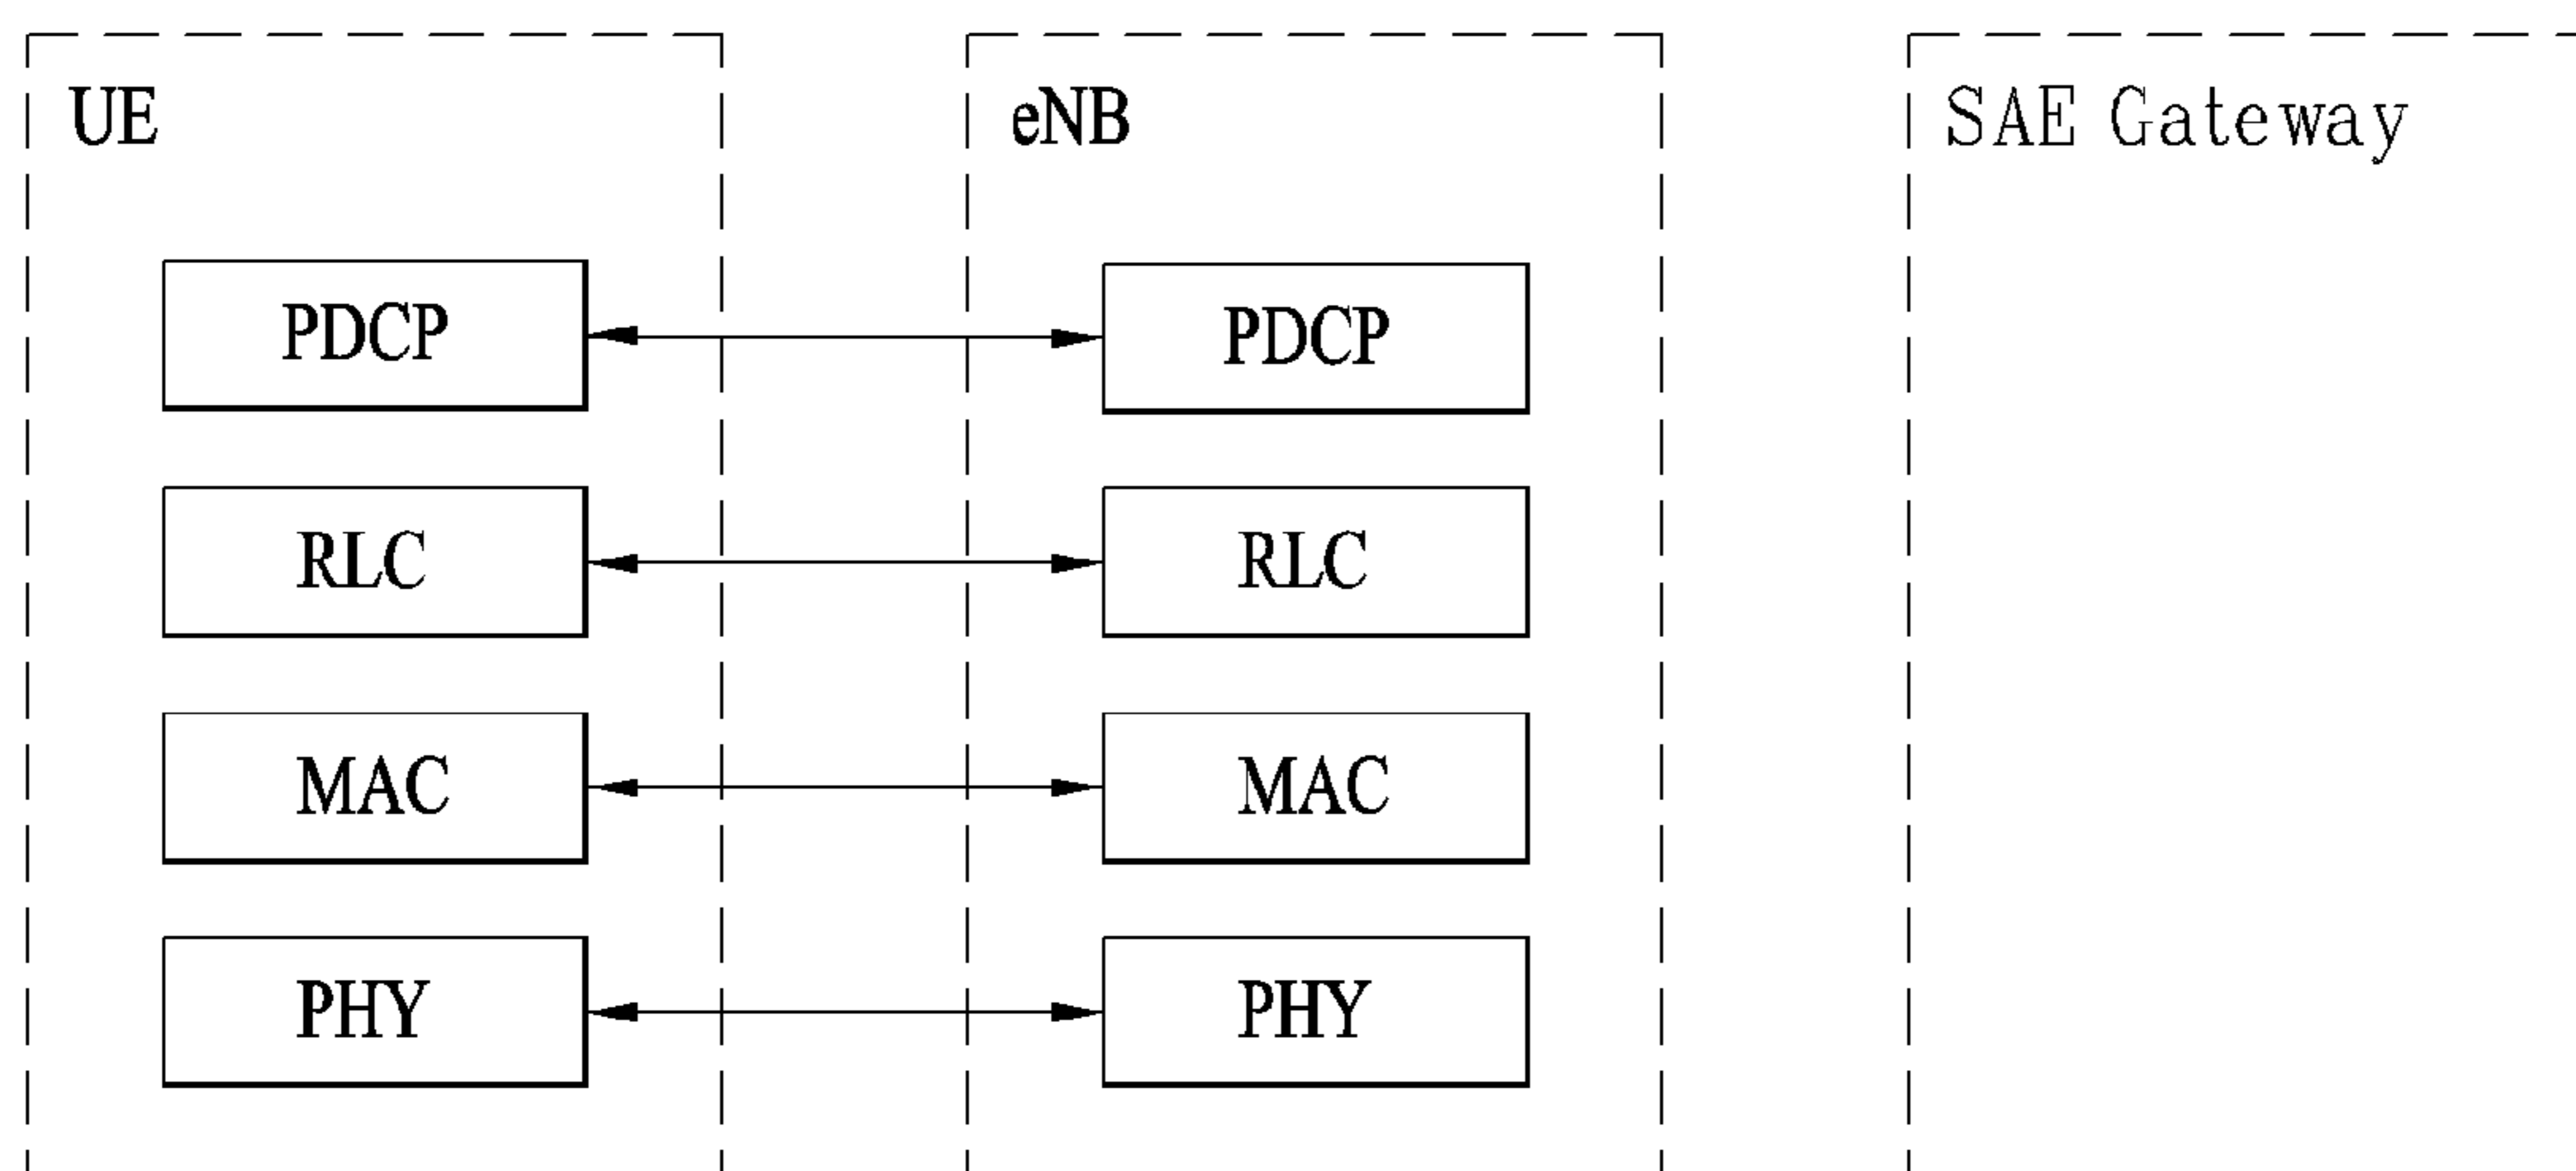 UE
eNB
SAE Gateway
PDCP
PDCP
RLC
RLC
MAC
MAC
PHY
PHY